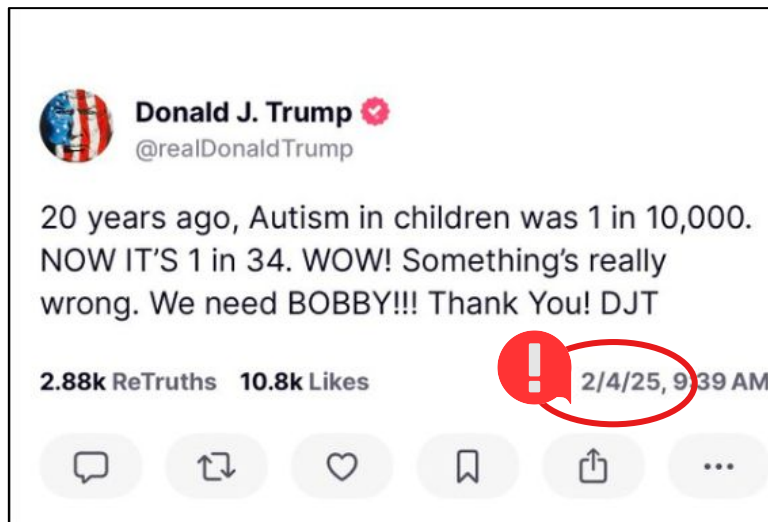 Donald J. Trump
@realDonaldTrump
20 years ago, Autism in children was 1 in 10,000.
NOW IT'S 1 in 34. WOW! Something's really
wrong. We need BOBBY!!! Thank You! DJT
2.88k ReTruths 10.8k Likes 2/4/25, 9:39 AM